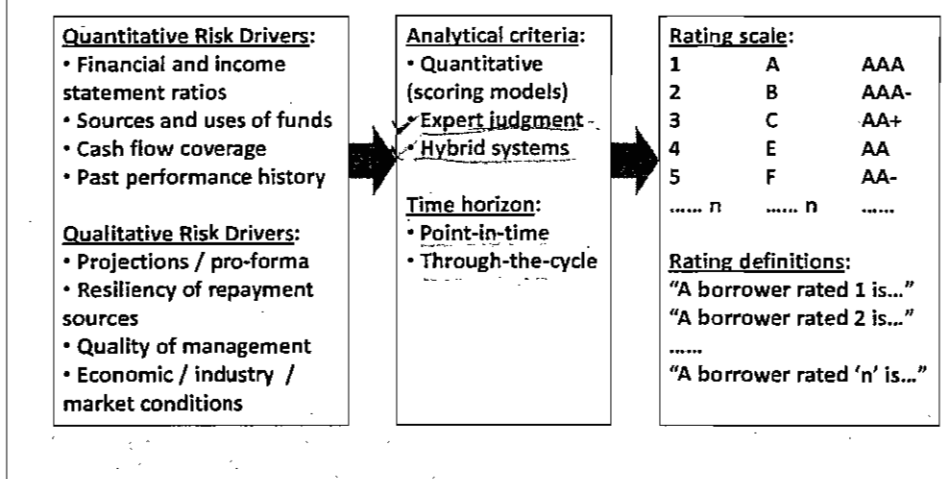 Quantitative Risk Drivers:
• Financial and income
statement ratios
• Sources and uses of funds
• Cash flow coverage
• Past performance history
Qualitative Risk Drivers:
• Projections / pro-forma
• Resiliency of repayment
sources
• Quality of management
• Economic / industry /
market conditions
Analytical criteria:
• Quantitative
(scoring models)
• Expert judgment
• Hybrid systems
Time horizon:
• Point-in-time
• Through-the-cycle
Rating scale:
1 A AAA
2 B AAA-
3 C AA+
4 E AA
5 F AA-
...... n ...... n ......
Rating definitions:
"A borrower rated 1 is..."
"A borrower rated 2 is..."
......
"A borrower rated 'n' is..."